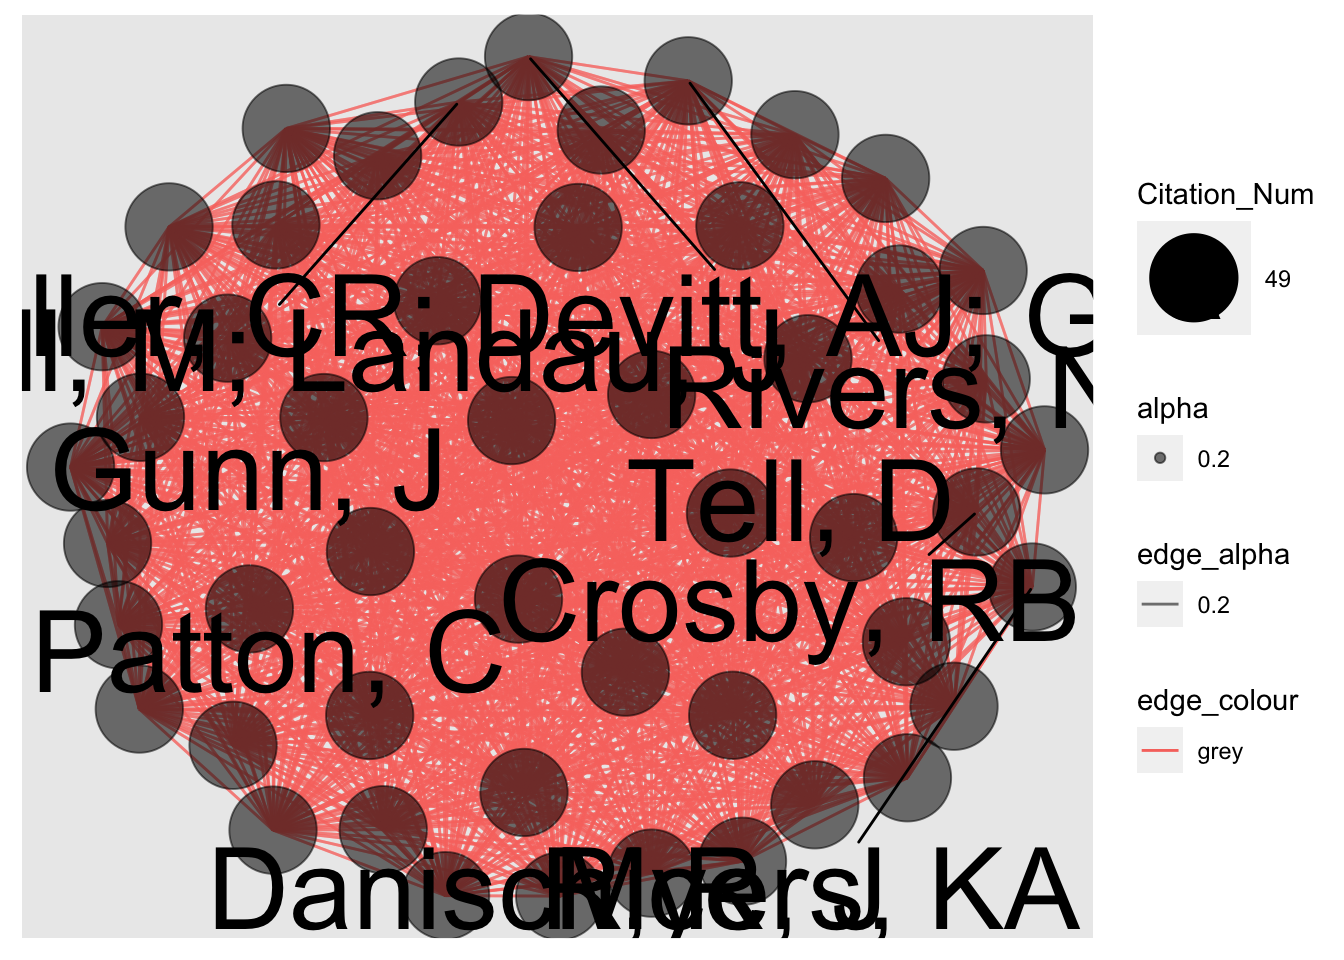 ller, CR; Devitt, AJ; G
ll, M; Landau, J
Rivers, N
Gunn, J
Tell, D
Crosby, RB
Patton, C
Danisch, R
Myers, KA
Citation_Num
49
alpha
0.2
edge_alpha
0.2
edge_colour
grey